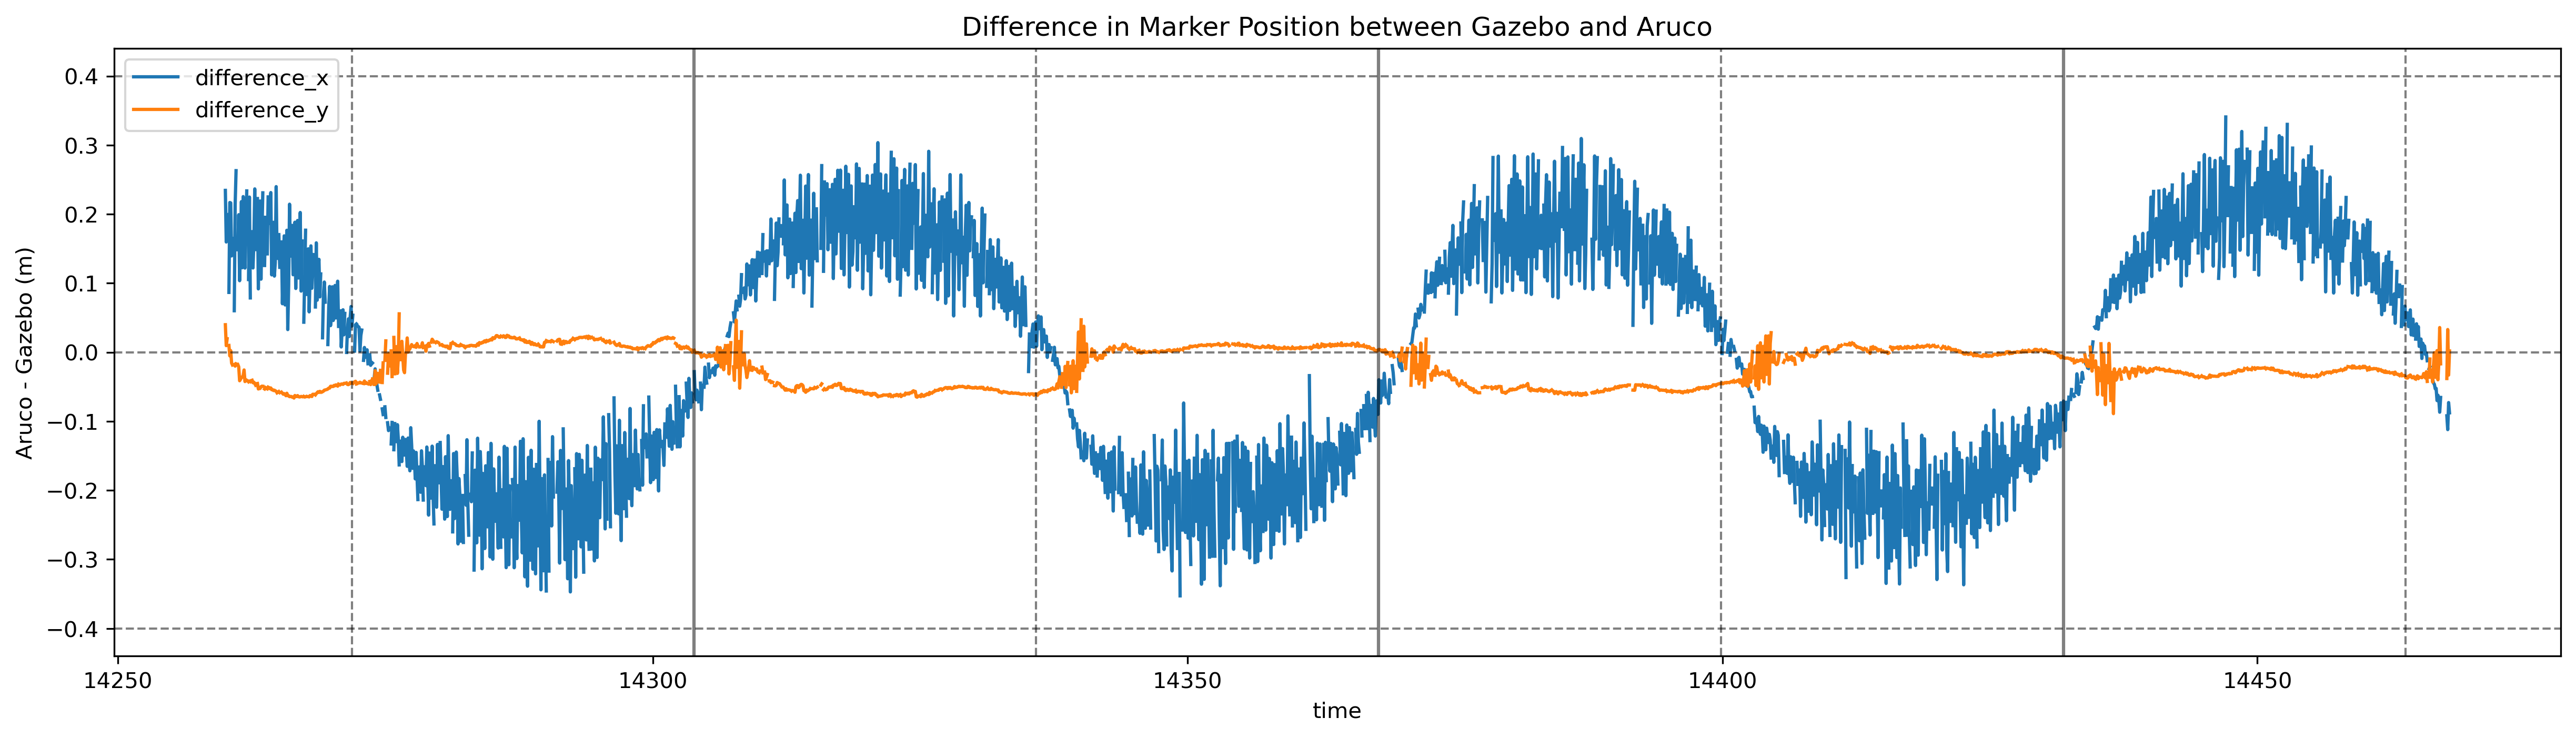 Difference in Marker Position between Gazebo and Aruco
difference_x
difference_y
Aruco - Gazebo (m)
0.4
0.3
0.2
0.1
0.0
−0.1
−0.2
−0.3
−0.4
14250
14300
14350
14400
14450
time